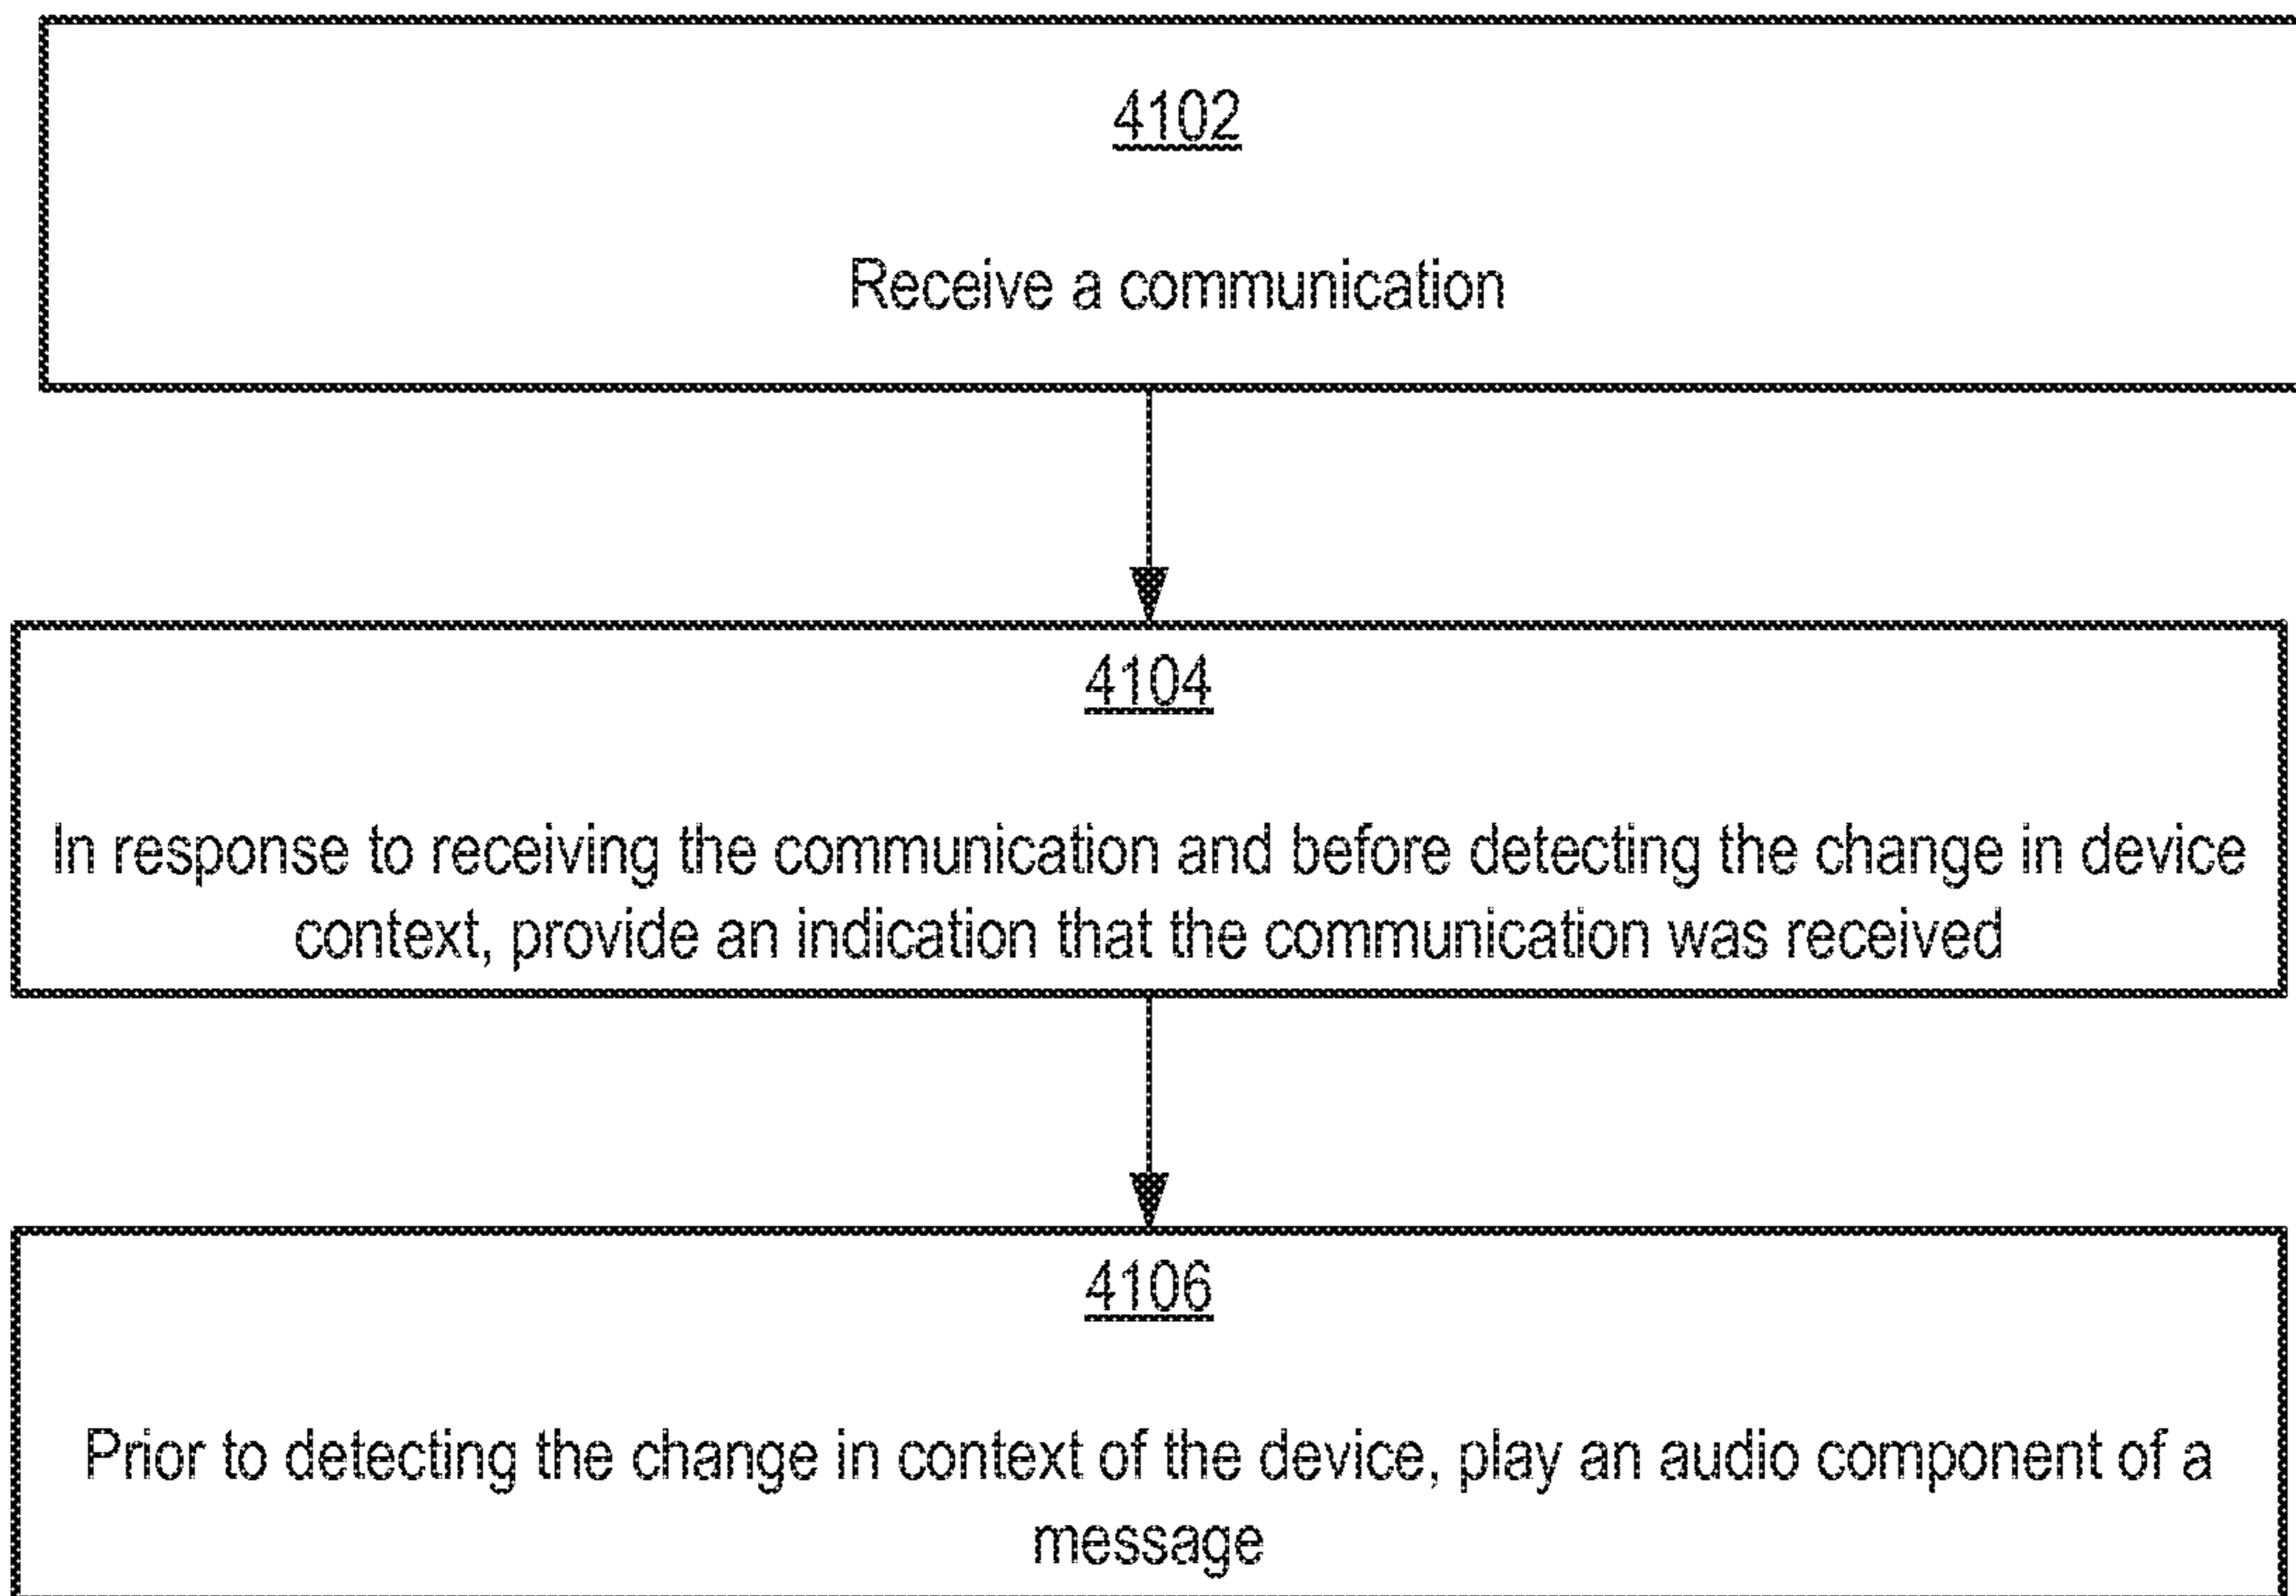 4102
Receive a communication
4104
In response to receiving the communication and before detecting the change in device
context, provide an indication that the communication was received
4106
Prior to detecting the change in context of the device, play an audio component of a
message